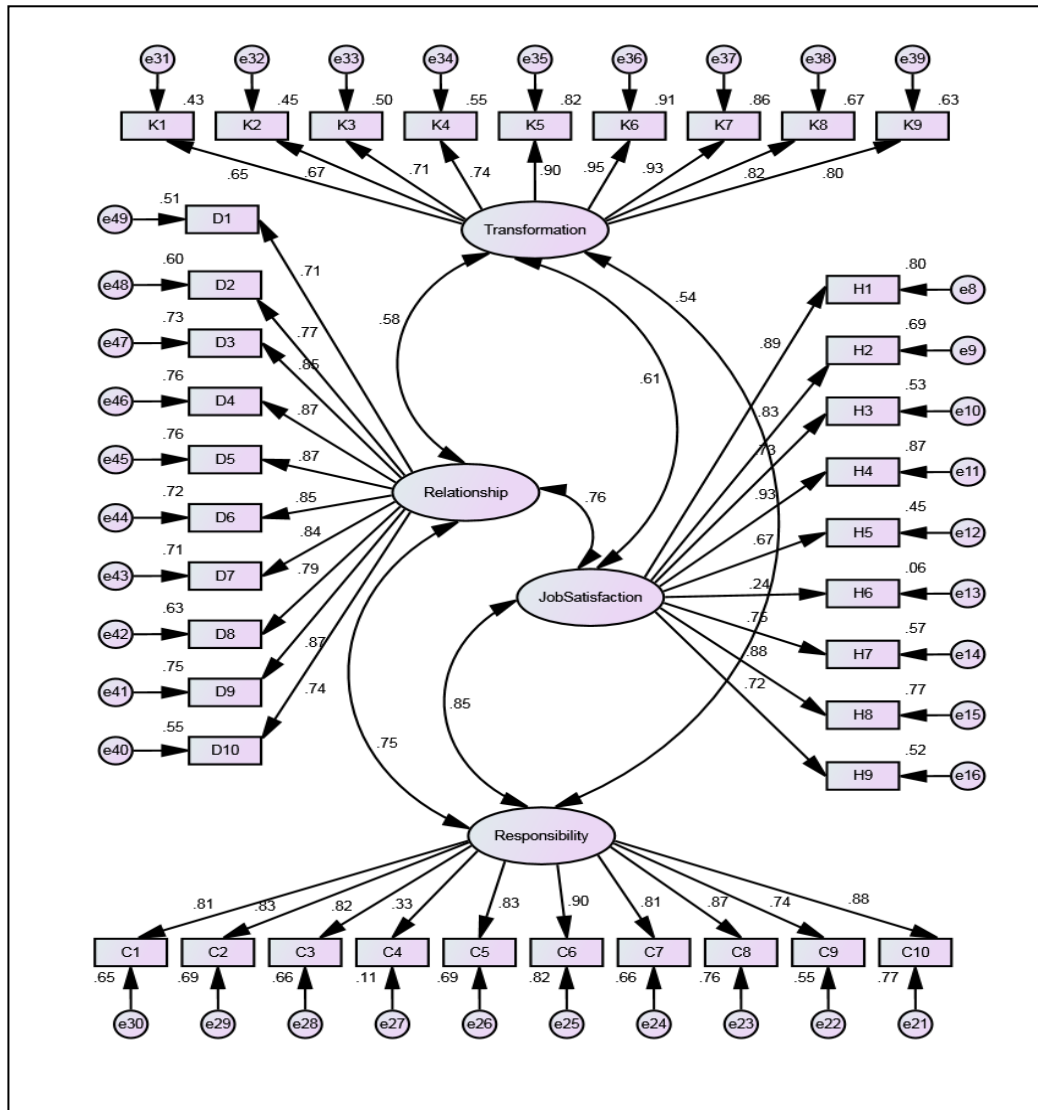 e31 e32 e33 e34 e35 e36 e37 e38 e39
.43 .45 .50 .55 .82 .91 .86 .67 .63
K1 K2 K3 K4 K5 K6 K7 K8 K9
.65 .67 .71 .74 .90 .95 .93 .82 .80
Transformation
.51
e49 D1
.71
.60
e48 D2
.77
.73
e47 D3
.85
.76
e46 D4
.87
.76
e45 D5
.87
.72
e44 D6
.85
.71
e43 D7
.84
.63
e42 D8
.79
.75
e41 D9
.87
.55
e40 D10
.74
.58
.61
.54
Relationship
.76
JobSatisfaction
.80
H1 e8
.89
.69
H2 e9
.83
.53
H3 e10
.73
.87
H4 e11
.93
.45
H5 e12
.67
.06
H6 e13
.24
.57
H7 e14
.75
.77
H8 e15
.88
.52
H9 e16
.72
.85
.75
Responsibility
.81 .83 .82 .33 .83 .90 .81 .87 .74 .88
C1 C2 C3 C4 C5 C6 C7 C8 C9 C10
.65 .69 .66 .11 .69 .82 .66 .76 .55 .77
e30 e29 e28 e27 e26 e25 e24 e23 e22 e21